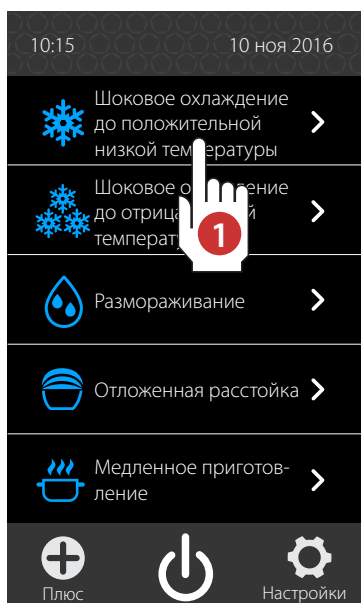 10:15 10 ноя 2016
Шоковое охлаждение
до положительной
низкой температуры
Шоковое
до
1
Размораживание
Отложенная расстойка
Медленное приготов-
ление
Плюс Настройки